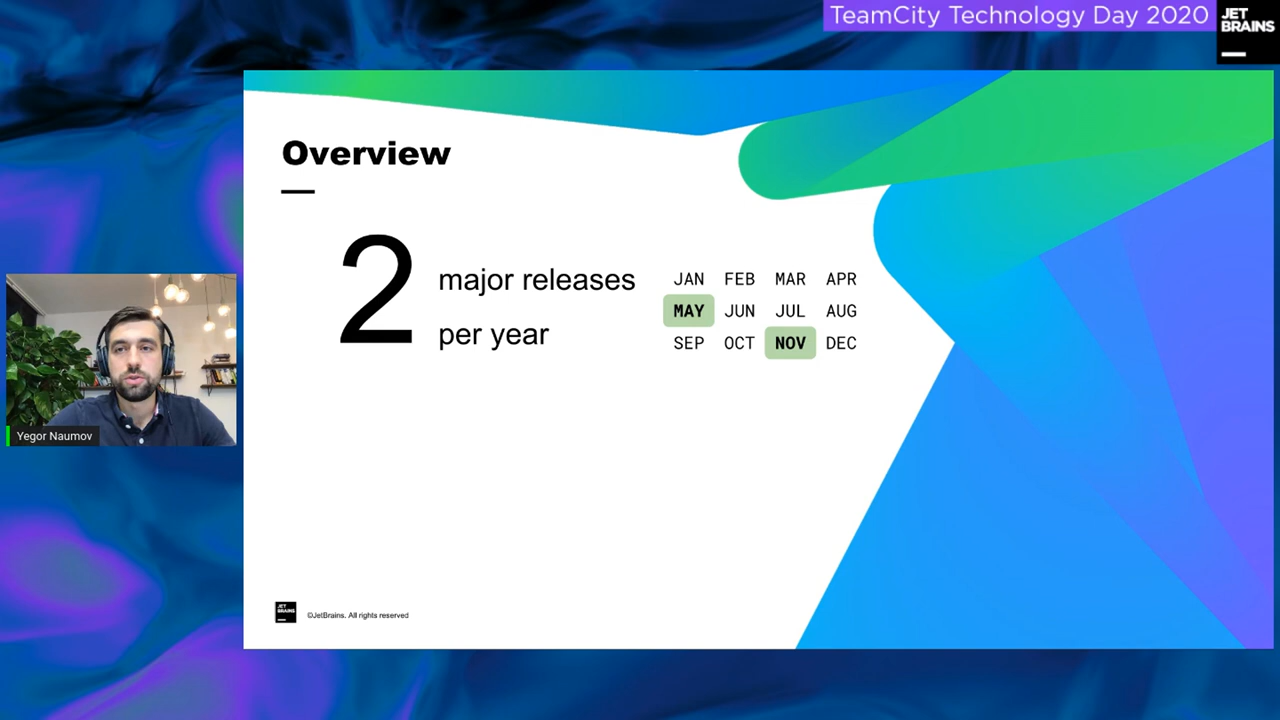 TeamCity Technology Day 2020
JET
BRAINS
Overview
2
major releases
per year
JAN FEB MAR APR
MAY JUN JUL AUG
SEP OCT NOV DEC
Yegor Naumov
JET
BRAINS
©JetBrains. All rights reserved